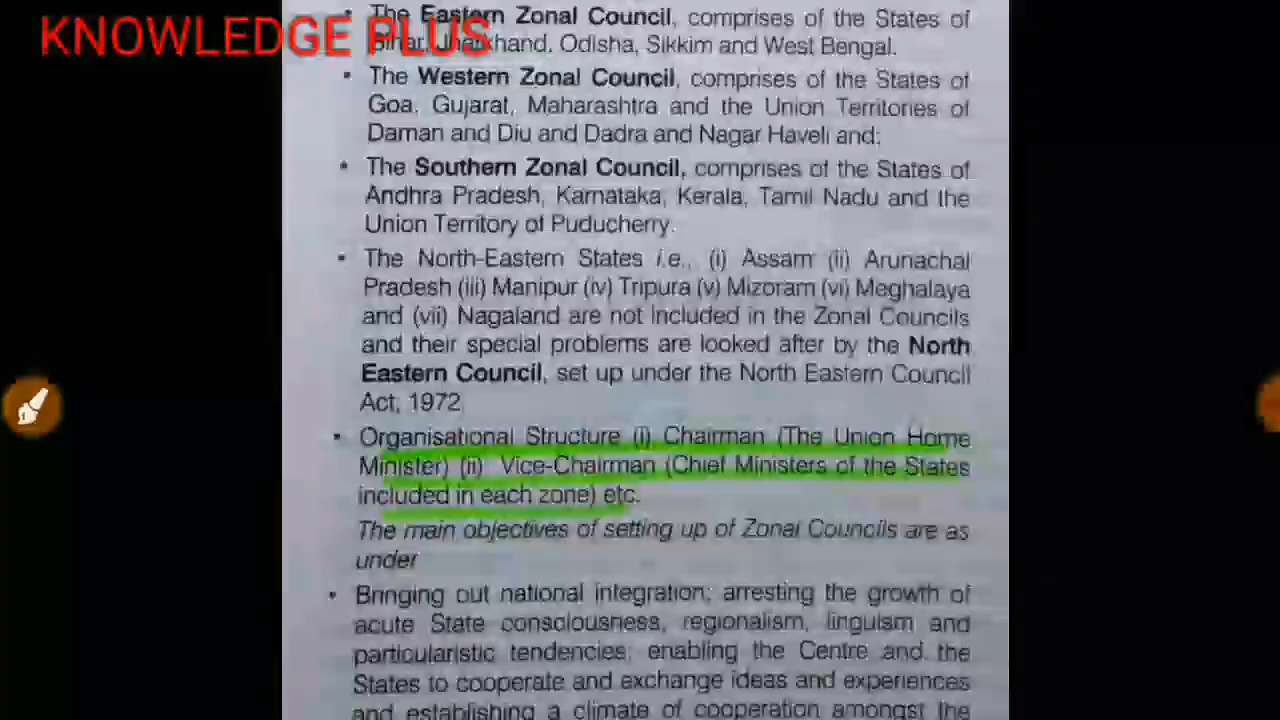 KNOWLEDGE PLUS
• The Eastern Zonal Council, comprises of the States of
Bihar, Jharkhand, Odisha, Sikkim and West Bengal.
• The Western Zonal Council, comprises of the States of
Goa, Gujarat, Maharashtra and the Union Territories of
Daman and Diu and Dadra and Nagar Haveli and;
• The Southern Zonal Council, comprises of the States of
Andhra Pradesh, Karnataka, Kerala, Tamil Nadu and the
Union Territory of Puducherry.
• The North-Eastern States i.e., (i) Assam (ii) Arunachal
Pradesh (iii) Manipur (iv) Tripura (v) Mizoram (vi) Meghalaya
and (vii) Nagaland are not included in the Zonal Councils
and their special problems are looked after by the North
Eastern Council, set up under the North Eastern Council
Act, 1972
• Organisational Structure (i) Chairman (The Union Home
Minister) (ii) Vice-Chairman (Chief Ministers of the States
included in each zone) etc.
The main objectives of setting up of Zonal Councils are as
under
• Bringing out national integration; arresting the growth of
acute State consciousness, regionalism, linguism and
particularistic tendencies; enabling the Centre and the
States to cooperate and exchange ideas and experiences
and establishing a climate of cooperation amongst the